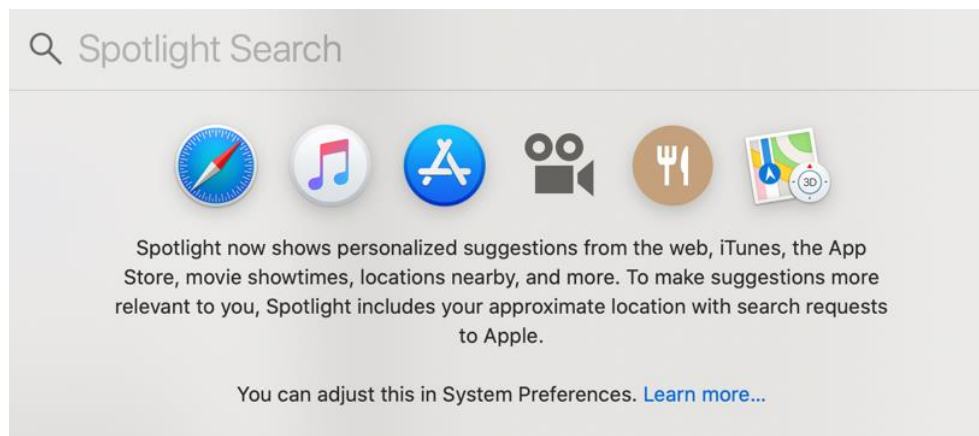 Spotlight Search
3D
Spotlight now shows personalized suggestions from the web, iTunes, the App
Store, movie showtimes, locations nearby, and more. To make suggestions more
relevant to you, Spotlight includes your approximate location with search requests
to Apple.
You can adjust this in System Preferences. Learn more...